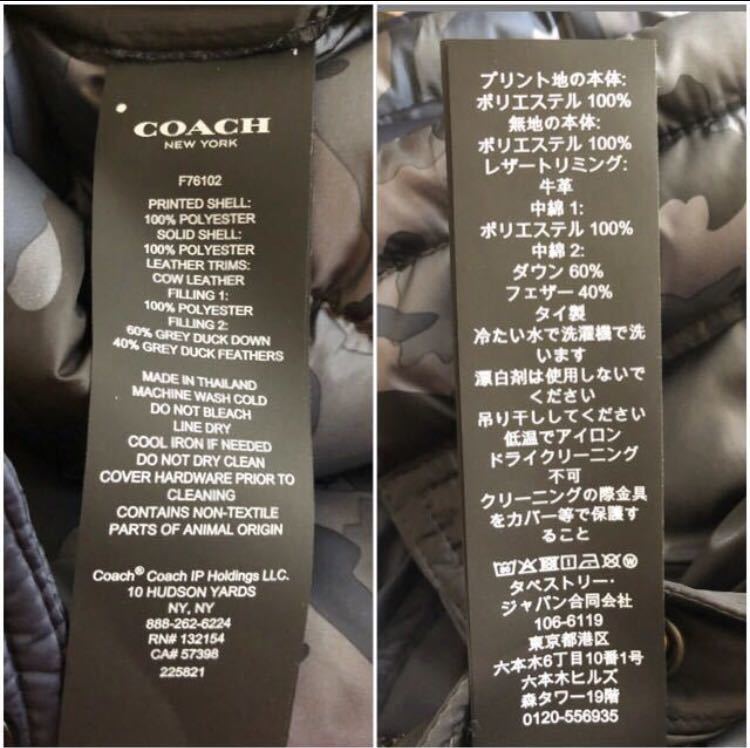 COACH
NEW YORK
F76102
PRINTED SHELL:
100% POLYESTER
SOLID SHELL:
100% POLYESTER
LEATHER TRIMS:
COW LEATHER
FILLING 1:
100% POLYESTER
FILLING 2:
60% GREY DUCK DOWN
40% GREY DUCK FEATHERS
MADE IN THAILAND
MACHINE WASH COLD
DO NOT BLEACH
LINE DRY
COOL IRON IF NEEDED
DO NOT DRY CLEAN
COVER HARDWARE PRIOR TO
CLEANING
CONTAINS NON-TEXTILE
PARTS OF ANIMAL ORIGIN
Coach® Coach IP Holdings LLC.
10 HUDSON YARDS
NY, NY
888-262-6224
RN# 132154
CA# 57398
225821
プリント地の本体:
ポリエステル 100%
無地の本体:
ポリエステル 100%
レザートリミング:
牛革
中綿 1:
ポリエステル 100%
中綿 2:
ダウン 60%
フェザー 40%
タイ製
冷たい水で洗濯機で洗
います
漂白剤は使用しないで
ください
吊り干ししてください
低温でアイロン
ドライクリーニング
不可
クリーニングの際金具
をカバー等で保護す
ること
タペストリー・
ジャパン合同会社
106-6119
東京都港区
六本木6丁目10番1号
六本木ヒルズ
森タワー19階
0120-556935